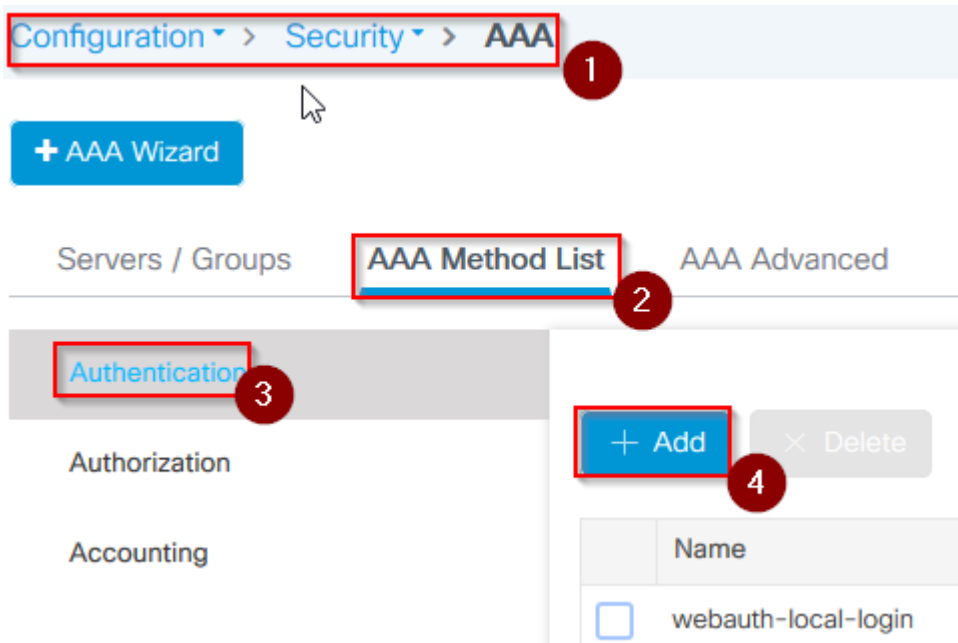 Configuration > Security > AAA
1
+ AAA Wizard
Servers / Groups AAA Method List AAA Advanced
2
Authentication
3
+ Add × Delete
4
Authorization
Accounting
Name
webauth-local-login